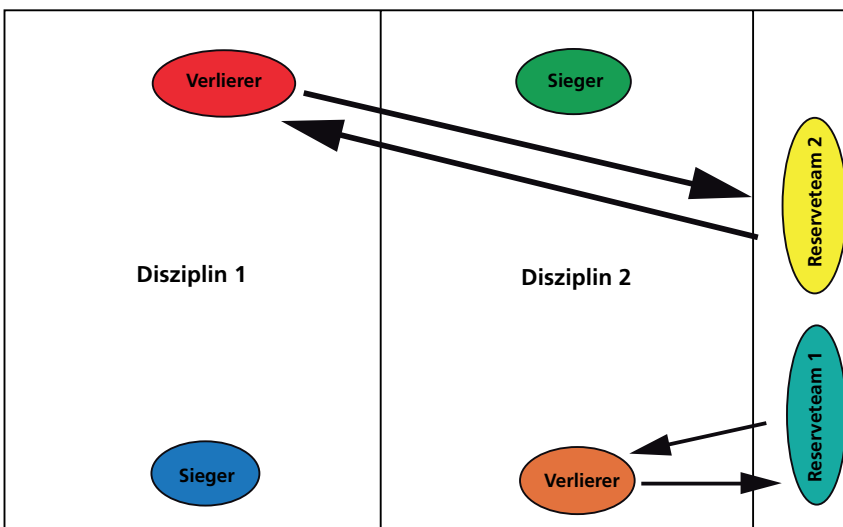 Verlierer
Sieger
Reserveteam 2
Disziplin 1
Disziplin 2
Reserveteam 1
Sieger
Verlierer